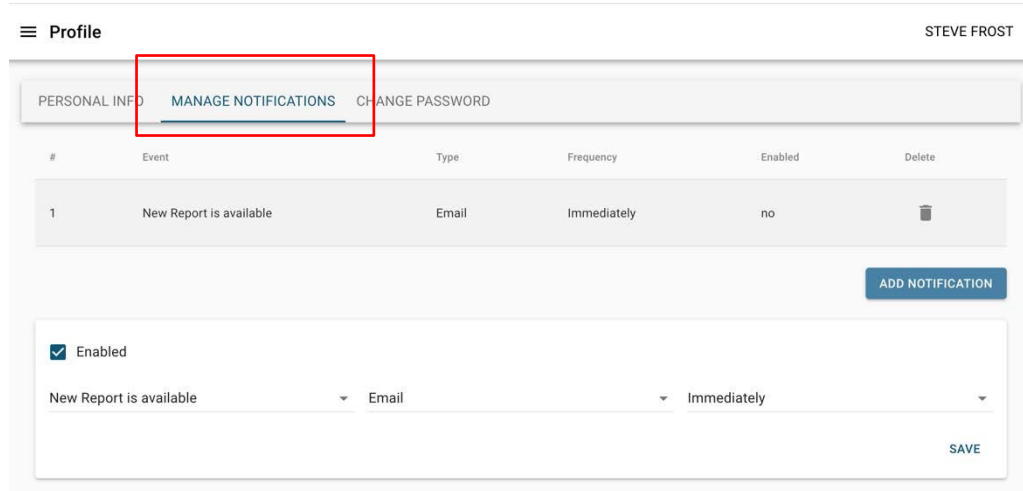 Profile STEVE FROST
PERSONAL INFO MANAGE NOTIFICATIONS CHANGE PASSWORD
# Event Type Frequency Enabled Delete
1 New Report is available Email Immediately no
ADD NOTIFICATION
Enabled
New Report is available Email Immediately
SAVE